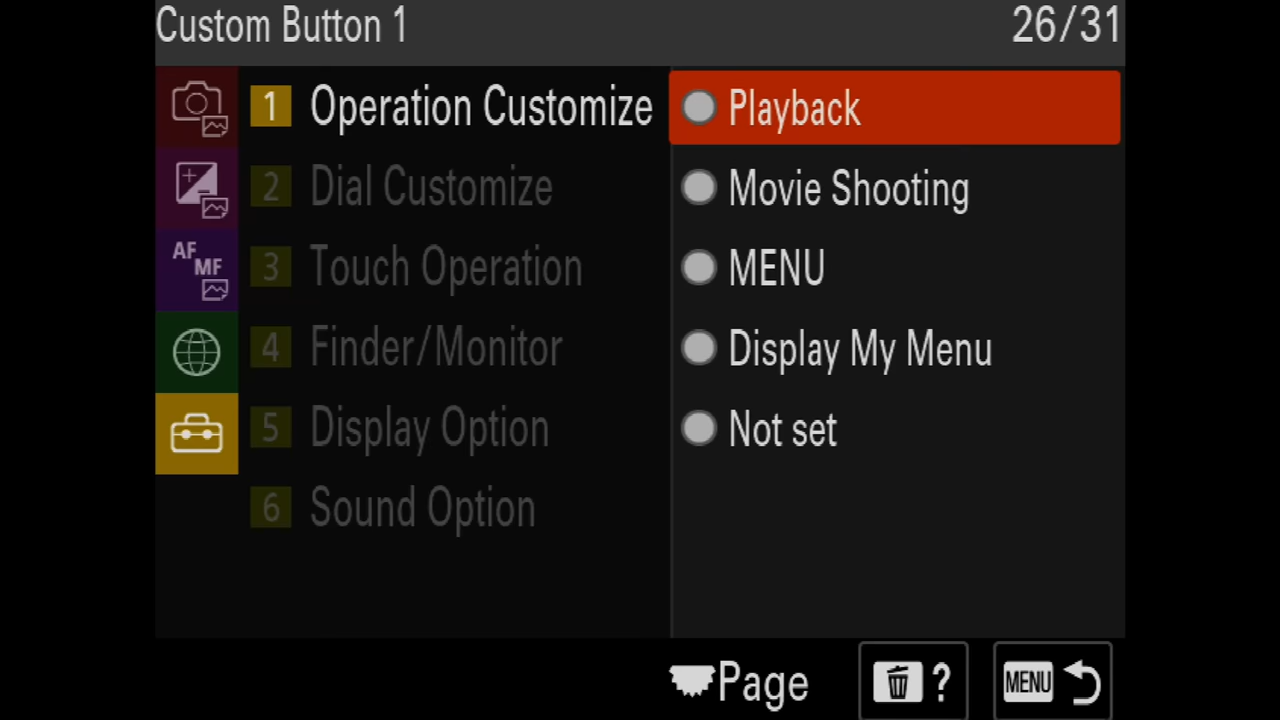 Custom Button 1 26/31
1 Operation Customize
2 Dial Customize
3 Touch Operation
4 Finder/Monitor
5 Display Option
6 Sound Option
AF MF
Playback
Movie Shooting
MENU
Display My Menu
Not set
Page ? MENU